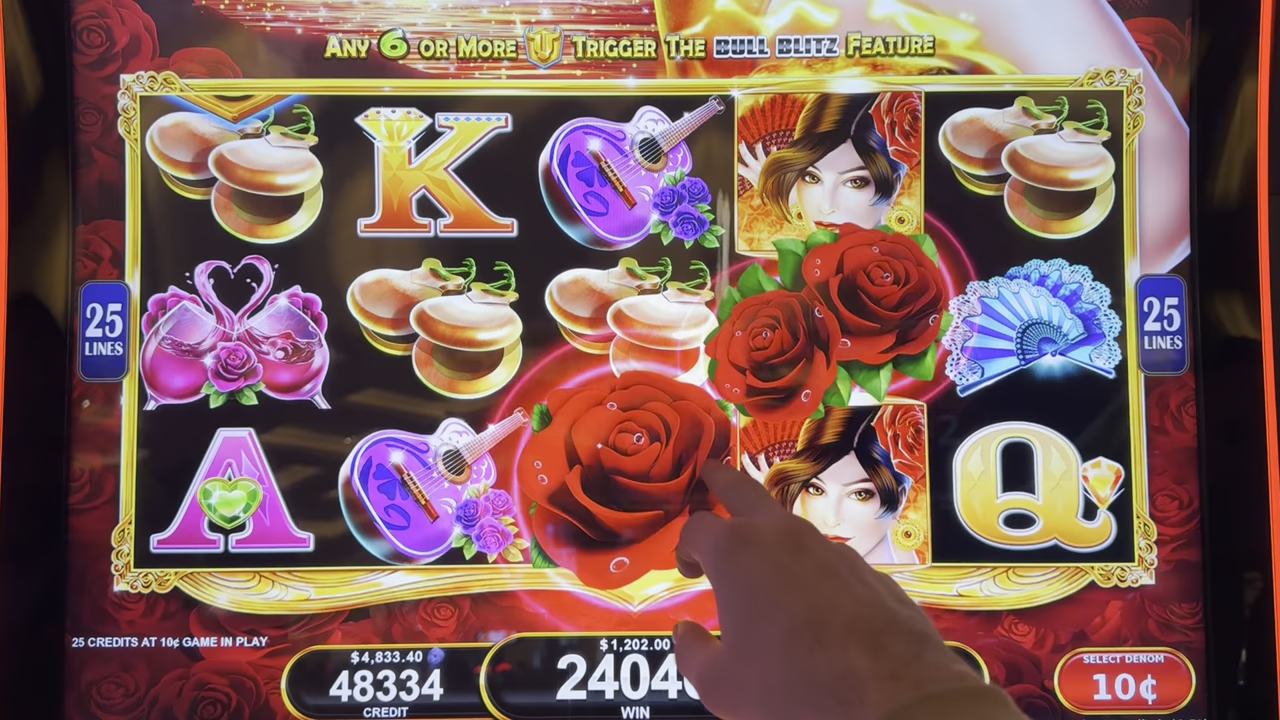 ANY 6 OR MORE TRIGGER THE BULL BLITZ FEATURE
K
25 LINES
25 LINES
A
Q
25 CREDITS AT 10¢ GAME IN PLAY
$4,833.40
48334
CREDIT
$1,202.00
2404
WIN
SELECT DENOM
10¢